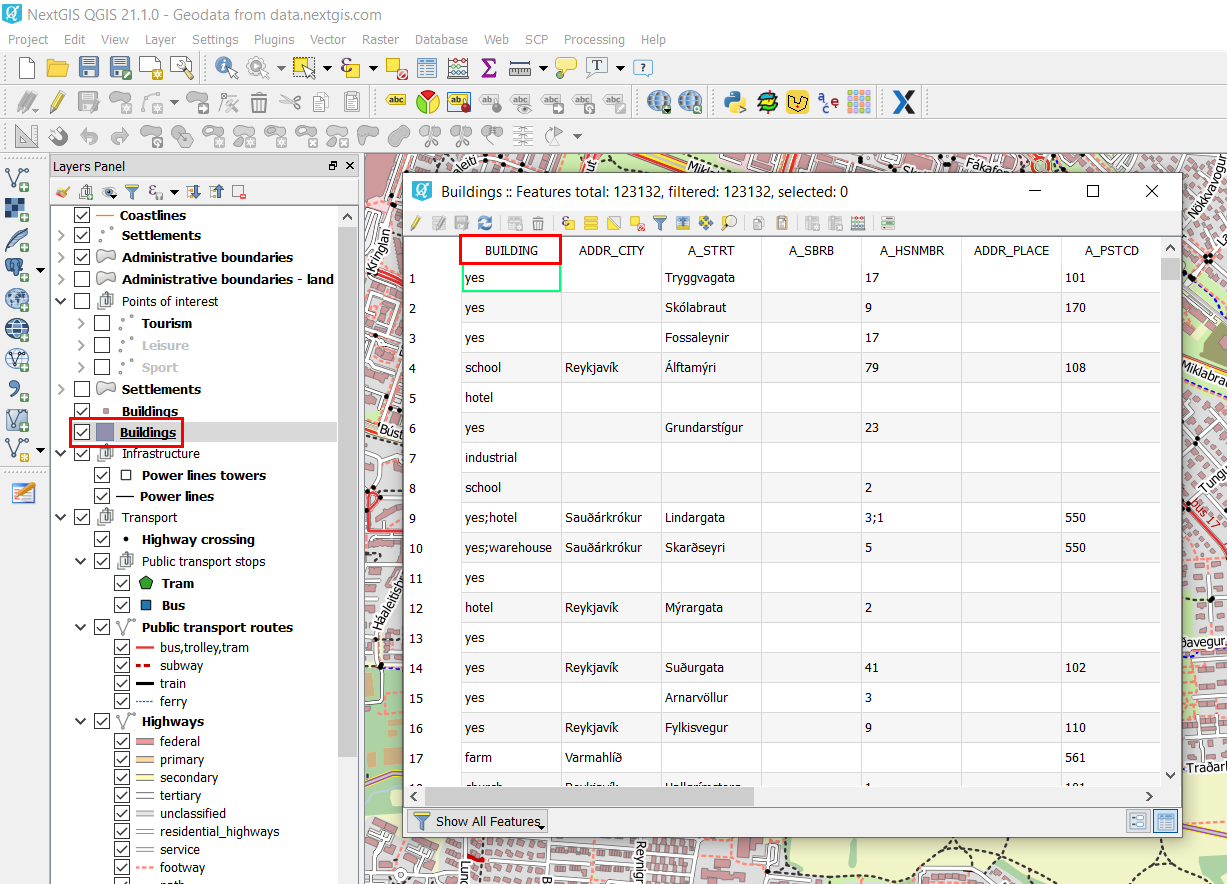 NextGIS QGIS 21.1.0 - Geodata from data.nextgis.com
Project Edit View Layer Settings Plugins Vector Raster Database Web SCP Processing Help
Layers Panel
Coastlines
Settlements
Administrative boundaries
Administrative boundaries - land
Points of interest
Tourism
Leisure
Sport
Settlements
Buildings
Buildings
Infrastructure
Power lines towers
Power lines
Transport
Highway crossing
Public transport stops
Tram
Bus
Public transport routes
bus,trolley,tram
subway
train
ferry
Highways
federal
primary
secondary
tertiary
unclassified
residential_highways
service
footway
Buildings :: Features total: 123132, filtered: 123132, selected: 0
BUILDING ADDR_CITY A_STRT A_SBRB A_HSNMBR ADDR_PLACE A_PSTCD
1 yes Tryggvagata 17 101
2 yes Skólabraut 9 170
3 yes Fossaleynir 17
4 school Reykjavík Álftamýri 79 108
5 hotel
6 yes Grundarstígur 23
7 industrial
8 school 2
9 yes;hotel Sauðárkrókur Lindargata 3;1 550
10 yes;warehouse Sauðárkrókur Skarðseyri 5 550
11 yes
12 hotel Reykjavík Mýrargata 2
13 yes
14 yes Reykjavík Suðurgata 41 102
15 yes Arnarvöllur 3
16 yes Reykjavík Fylkisvegur 9 110
17 farm Varmahlíð 561
Show All Features
Miklabraut
Nökkvavogur
bus 17